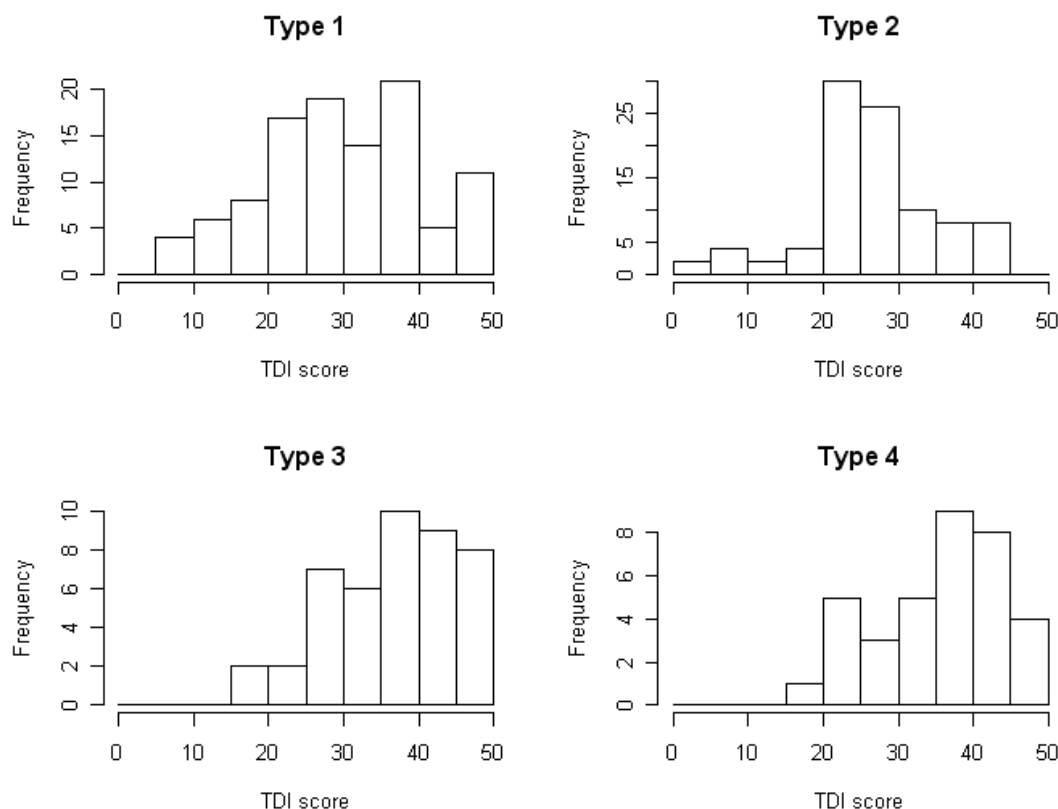 Type 1
Frequency
0 5 10 15 20
0 10 20 30 40 50
TDI score
Type 2
Frequency
0 5 15 25
0 10 20 30 40 50
TDI score
Type 3
Frequency
0 2 4 6 8 10
0 10 20 30 40 50
TDI score
Type 4
Frequency
0 2 4 6 8
0 10 20 30 40 50
TDI score